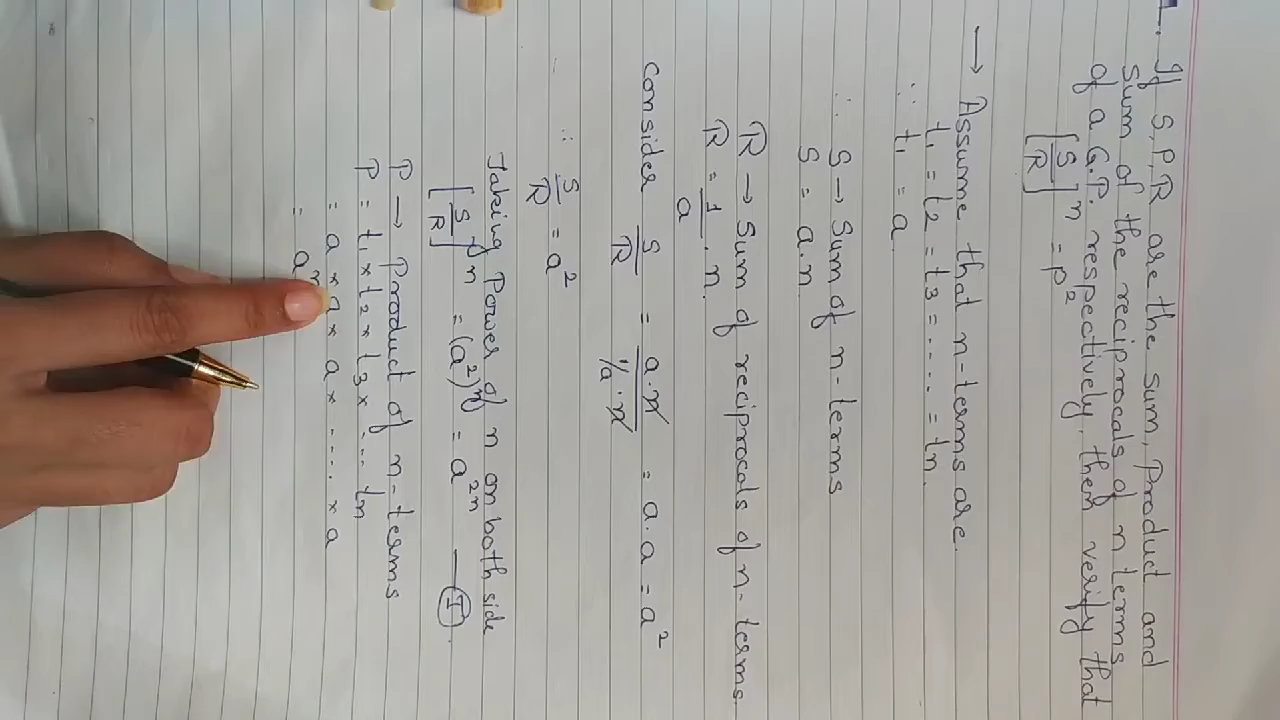 1. If S, P, R are the sum, Product and
sum of the reciprocals of n terms
of a G.P. respectively, then verify that
[S/R]^n = P^2
→ Assume that n-terms are.
t1 = t2 = t3 = ..... = tn.
∵ t1 = a
∴ S → Sum of n-terms
S = a.n
R → Sum of reciprocals of n-terms.
R = 1/a . n.
Consider S/R = a.n / 1/a.n = a.a = a^2
∴ S/R = a^2
Taking Power of n on both side
[S/R]^n = (a^2)^n = a^2n — (I).
P → Product of n-terms
P = t1 × t2 × t3 × .... tn
= a × a × a × ..... × a
= a^n